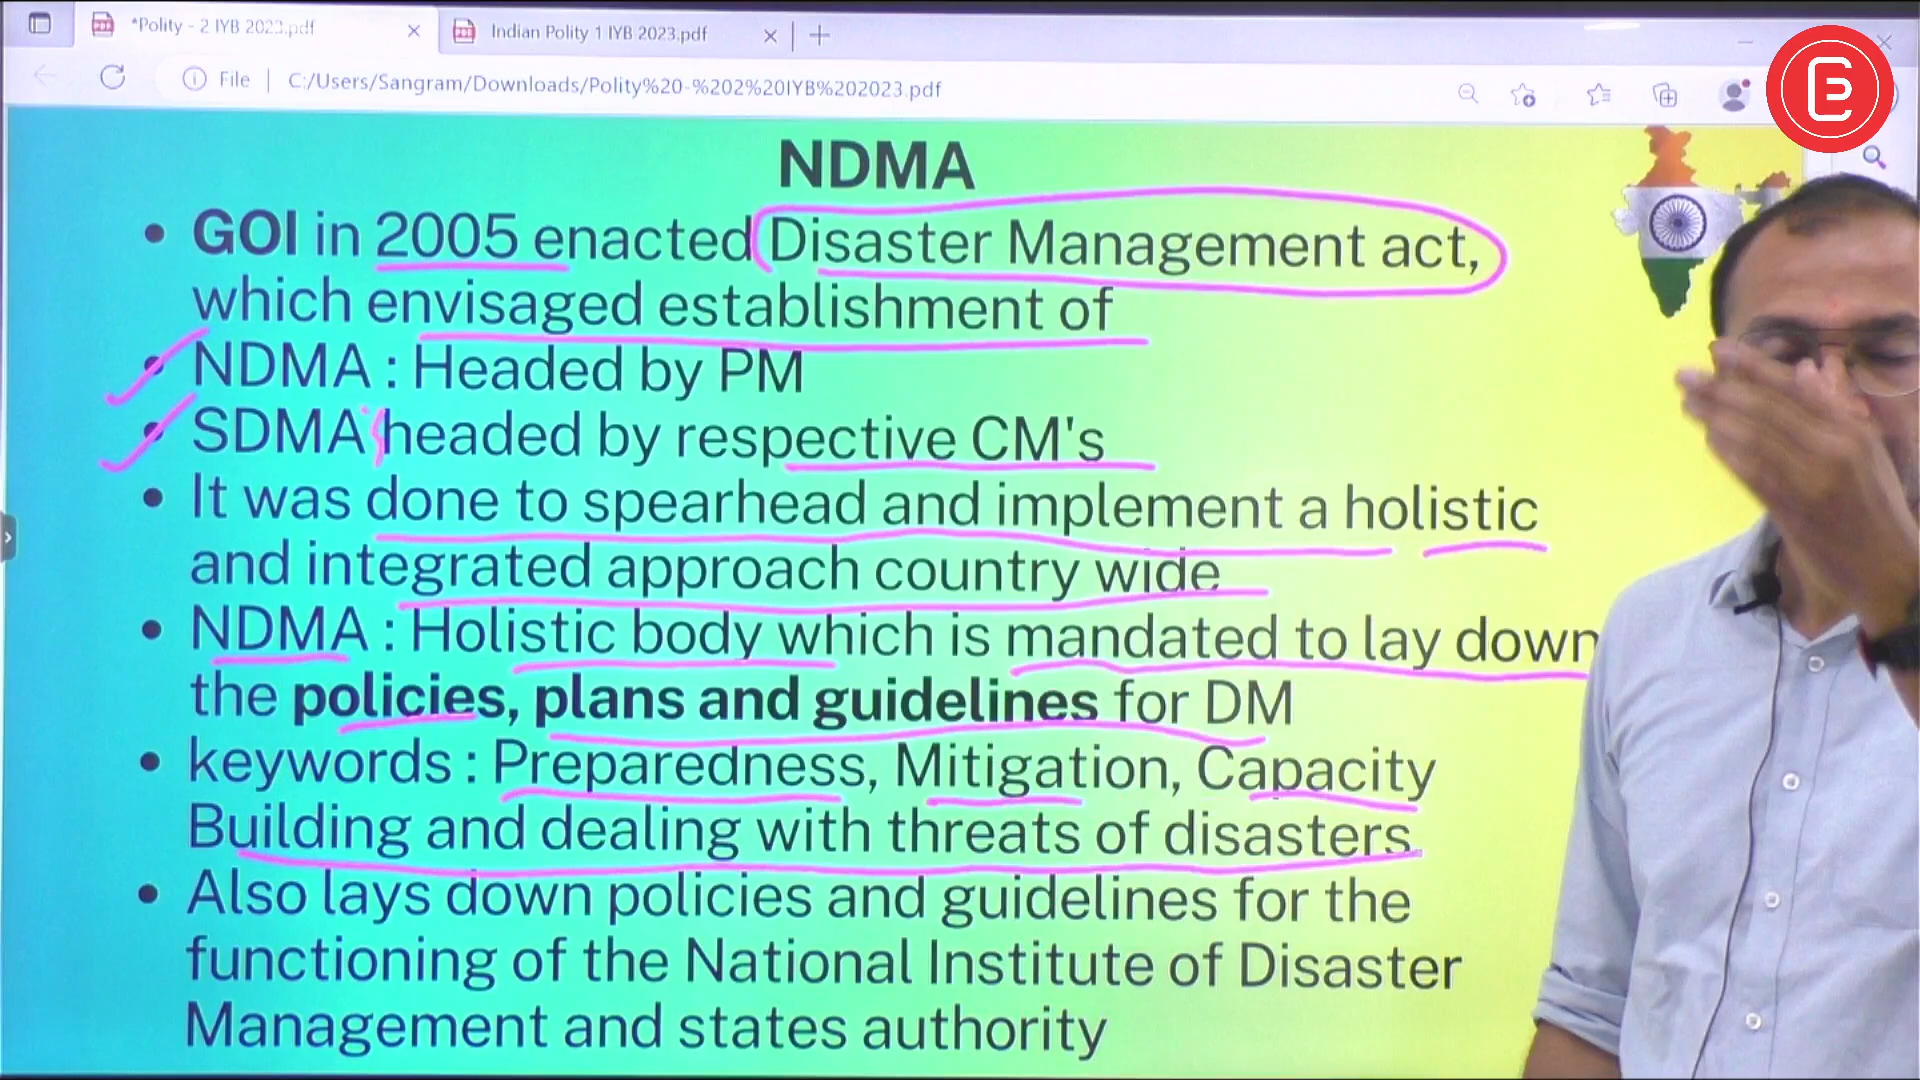 *Polity - 2 IYB 2023.pdf
Indian Polity 1 IYB 2023.pdf
File
C:/Users/Sangram/Downloads/Polity%20-%202%20IYB%202023.pdf
NDMA
• GOI in 2005 enacted Disaster Management act,
which envisaged establishment of
• NDMA : Headed by PM
• SDMA headed by respective CM's
• It was done to spearhead and implement a holistic
and integrated approach country wide
• NDMA : Holistic body which is mandated to lay down
the policies, plans and guidelines for DM
• keywords : Preparedness, Mitigation, Capacity
Building and dealing with threats of disasters.
• Also lays down policies and guidelines for the
functioning of the National Institute of Disaster
Management and states authority